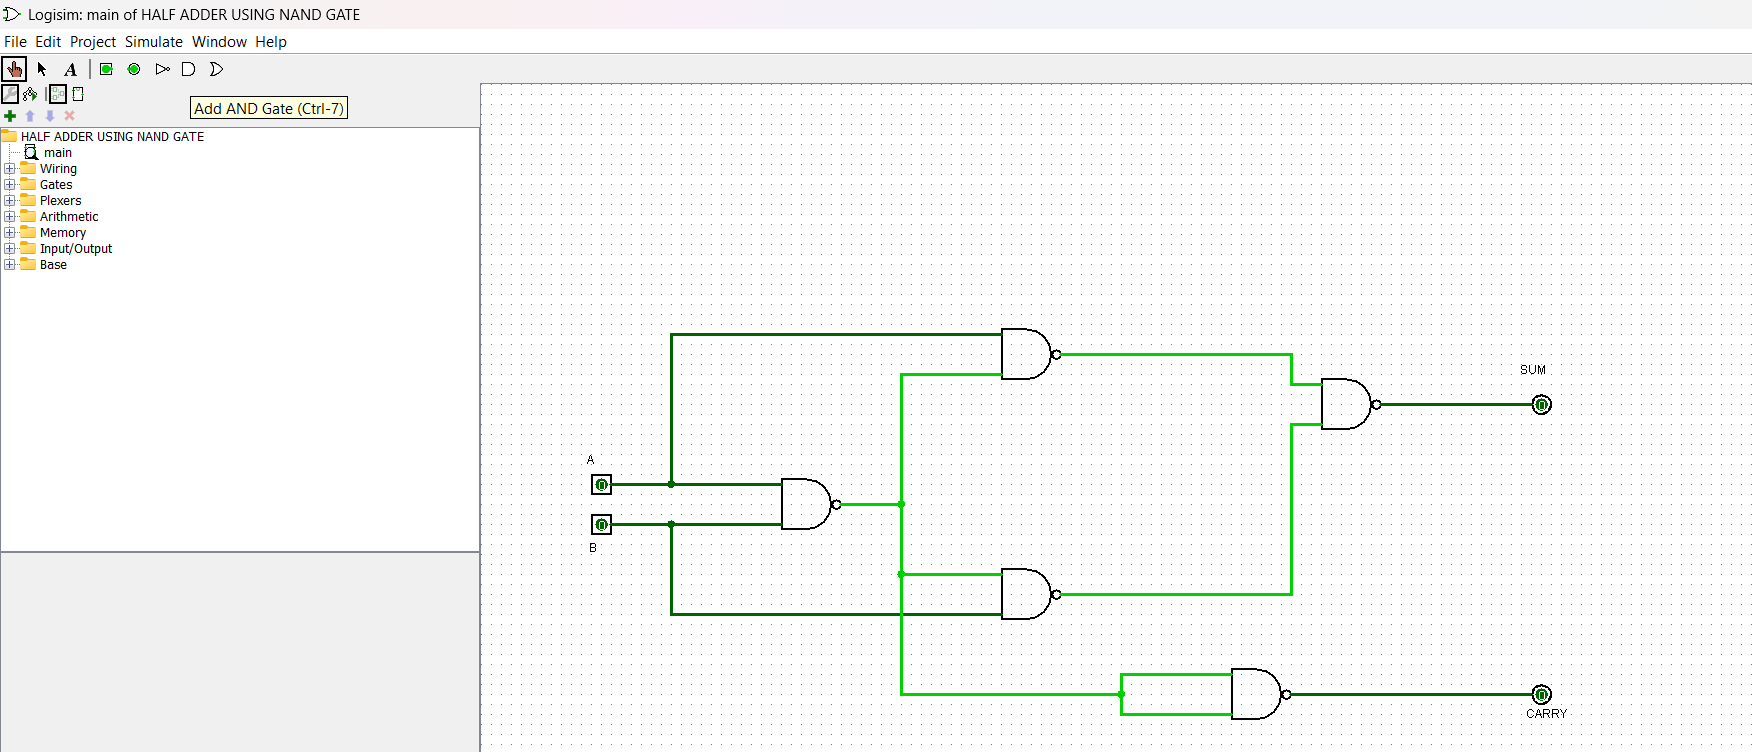 Logisim: main of HALF ADDER USING NAND GATE
File Edit Project Simulate Window Help
A
Add AND Gate (Ctrl-7)
HALF ADDER USING NAND GATE
main
Wiring
Gates
Plexers
Arithmetic
Memory
Input/Output
Base
SUM
0
A
0
0
B
0
CARRY